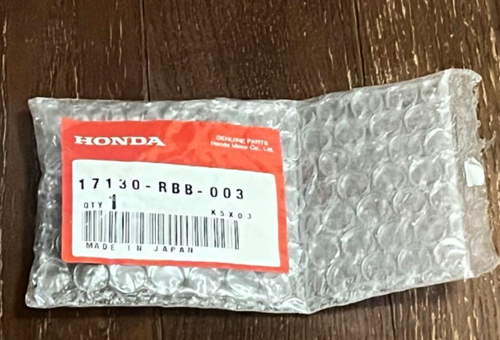 HONDA
GENUINE PARTS
Honda Motor Co., Ltd.
17130-RBB-003
QTY 1
K5X03
MADE IN JAPAN